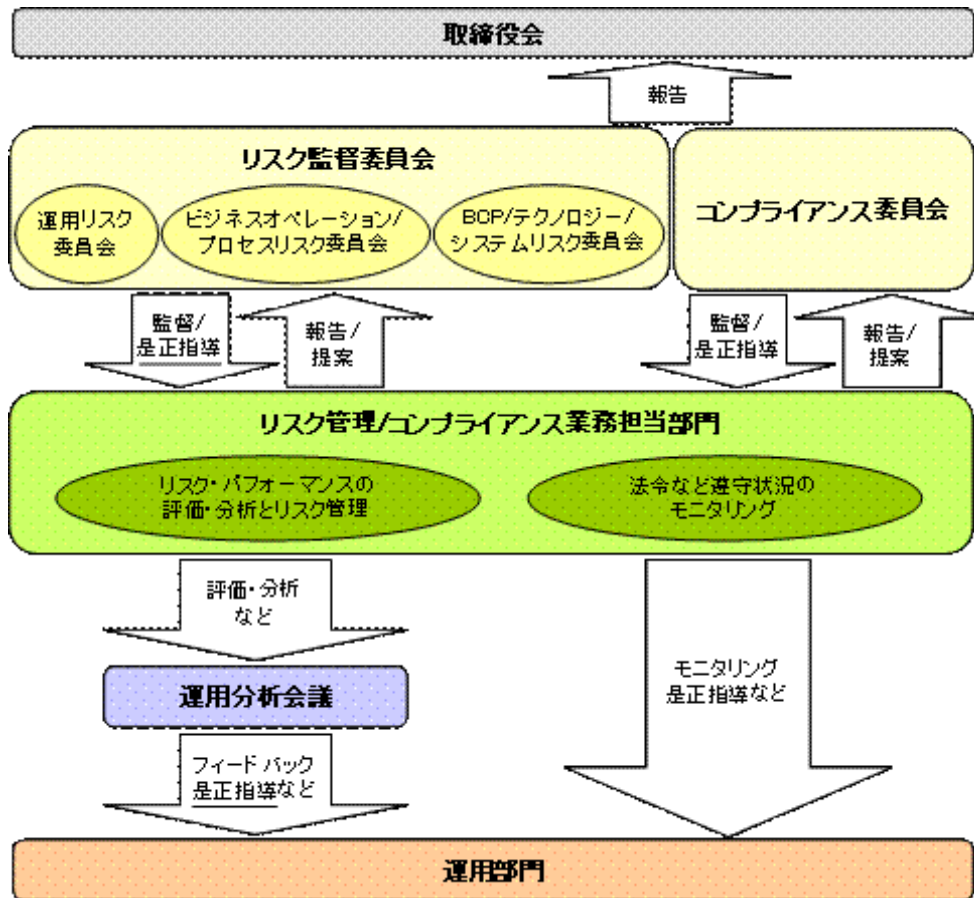 取締役会
報告
リスク監督委員会
運用リスク
委員会
ビジネスオペレーション/
プロセスリスク委員会
BCP/テクノロジー/
システムリスク委員会
コンプライアンス委員会
監督/
是正指導
報告/
提案
監督/
是正指導
報告/
提案
リスク管理/コンプライアンス業務担当部門
リスク・パフォーマンスの
評価・分析とリスク管理
法令など遵守状況の
モニタリング
評価・分析
など
運用分析会議
モニタリング
是正指導など
フィードバック
是正指導など
運用部門